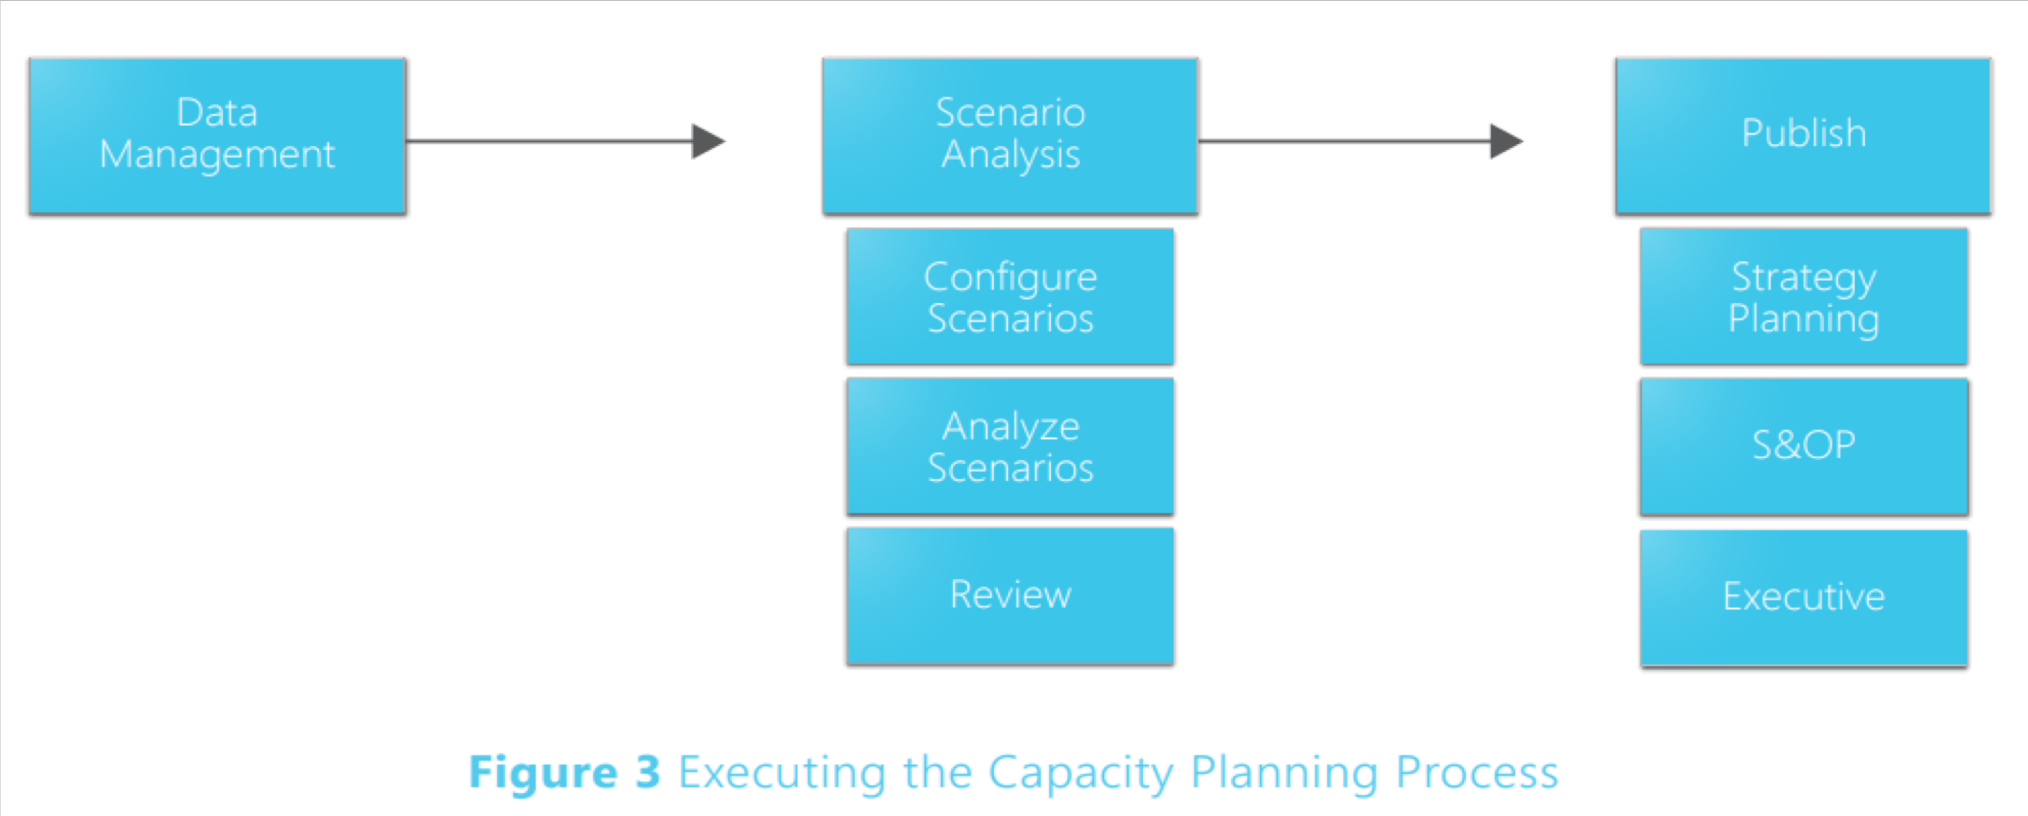 Data
Management
Scenario
Analysis
Configure
Scenarios
Analyze
Scenarios
Review
Publish
Strategy
Planning
S&OP
Executive
Figure 3 Executing the Capacity Planning Process